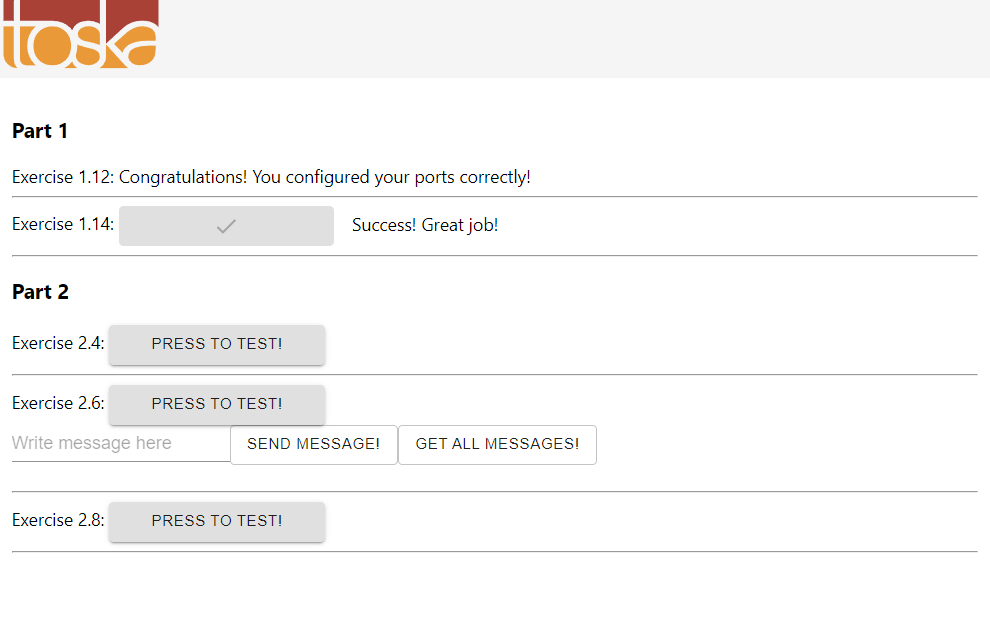 toska
Part 1
Exercise 1.12: Congratulations! You configured your ports correctly!
Exercise 1.14: Success! Great job!
Part 2
Exercise 2.4: PRESS TO TEST!
Exercise 2.6: PRESS TO TEST!
Write message here SEND MESSAGE! GET ALL MESSAGES!
Exercise 2.8: PRESS TO TEST!